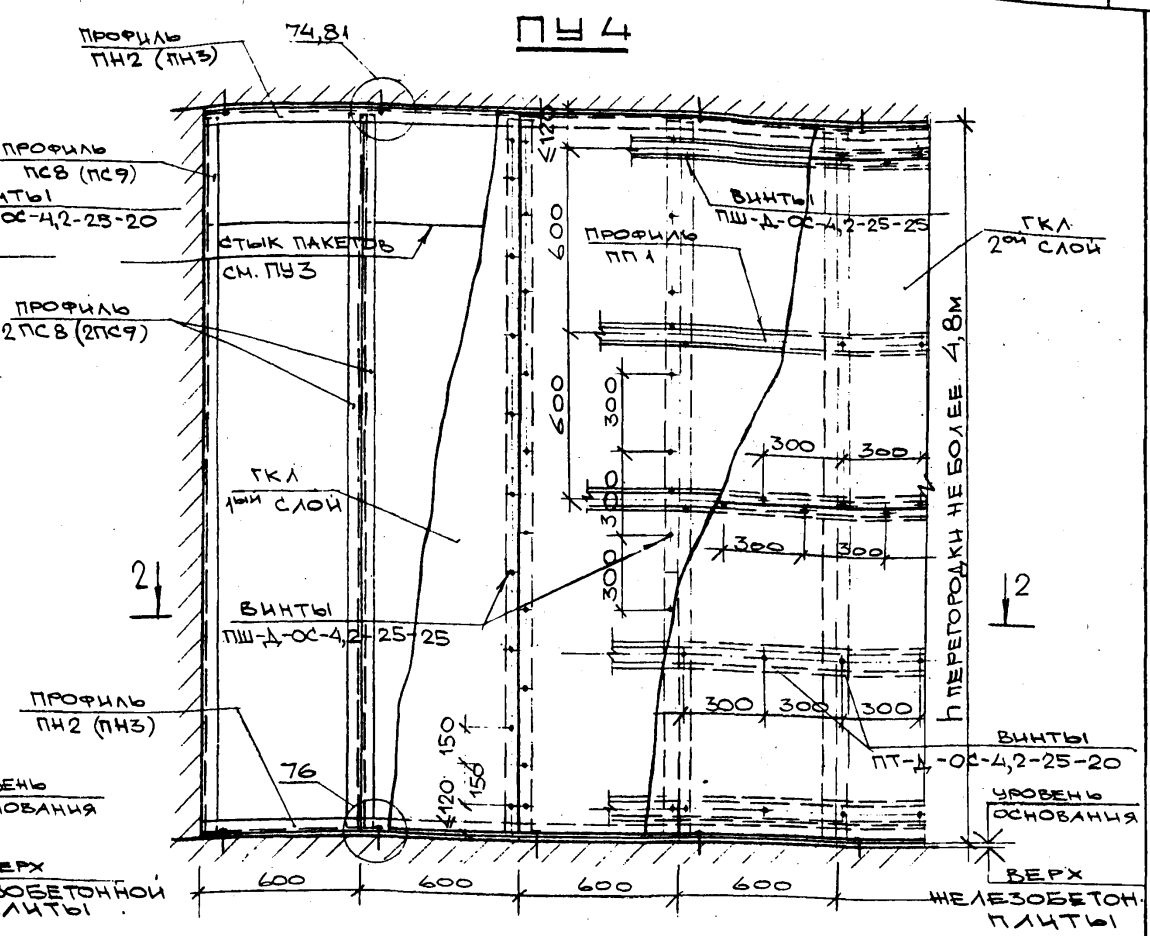 ПУ 4
ПРОФИЛЬ
ПН2 (ПН3)
74,81
ПРОФИЛЬ
ПС8 (ПС9)
ОС-4,2-25-20
СТЫК ПАКЕТОВ
СМ. ПУ3
ПРОФИЛЬ
2ПС8 (2ПС9)
ГКЛ
1ЫЙ СЛОЙ
2
ВИНТЫ
ПШ-Д-ОС-4,2-25-25
ПРОФИЛЬ
ПН2 (ПН3)
76
≤120
600
600
ВИНТЫ
ПШ-Д-ОС-4,2-25-25
ПРОФИЛЬ
ПП1
ГКЛ
2ОЙ СЛОЙ
300
300
300
300
300
300
300
h ПЕРЕГОРОДКИ НЕ БОЛЕЕ 4,8м
2
300
300
300
150
150
≤120
ВИНТЫ
ПТ-Д-ОС-4,2-25-20
УРОВЕНЬ
ОСНОВАНИЯ
ВЕРХ
ЖЕЛЕЗОБЕТОН.
ПЛИТЫ
600
600
600
600